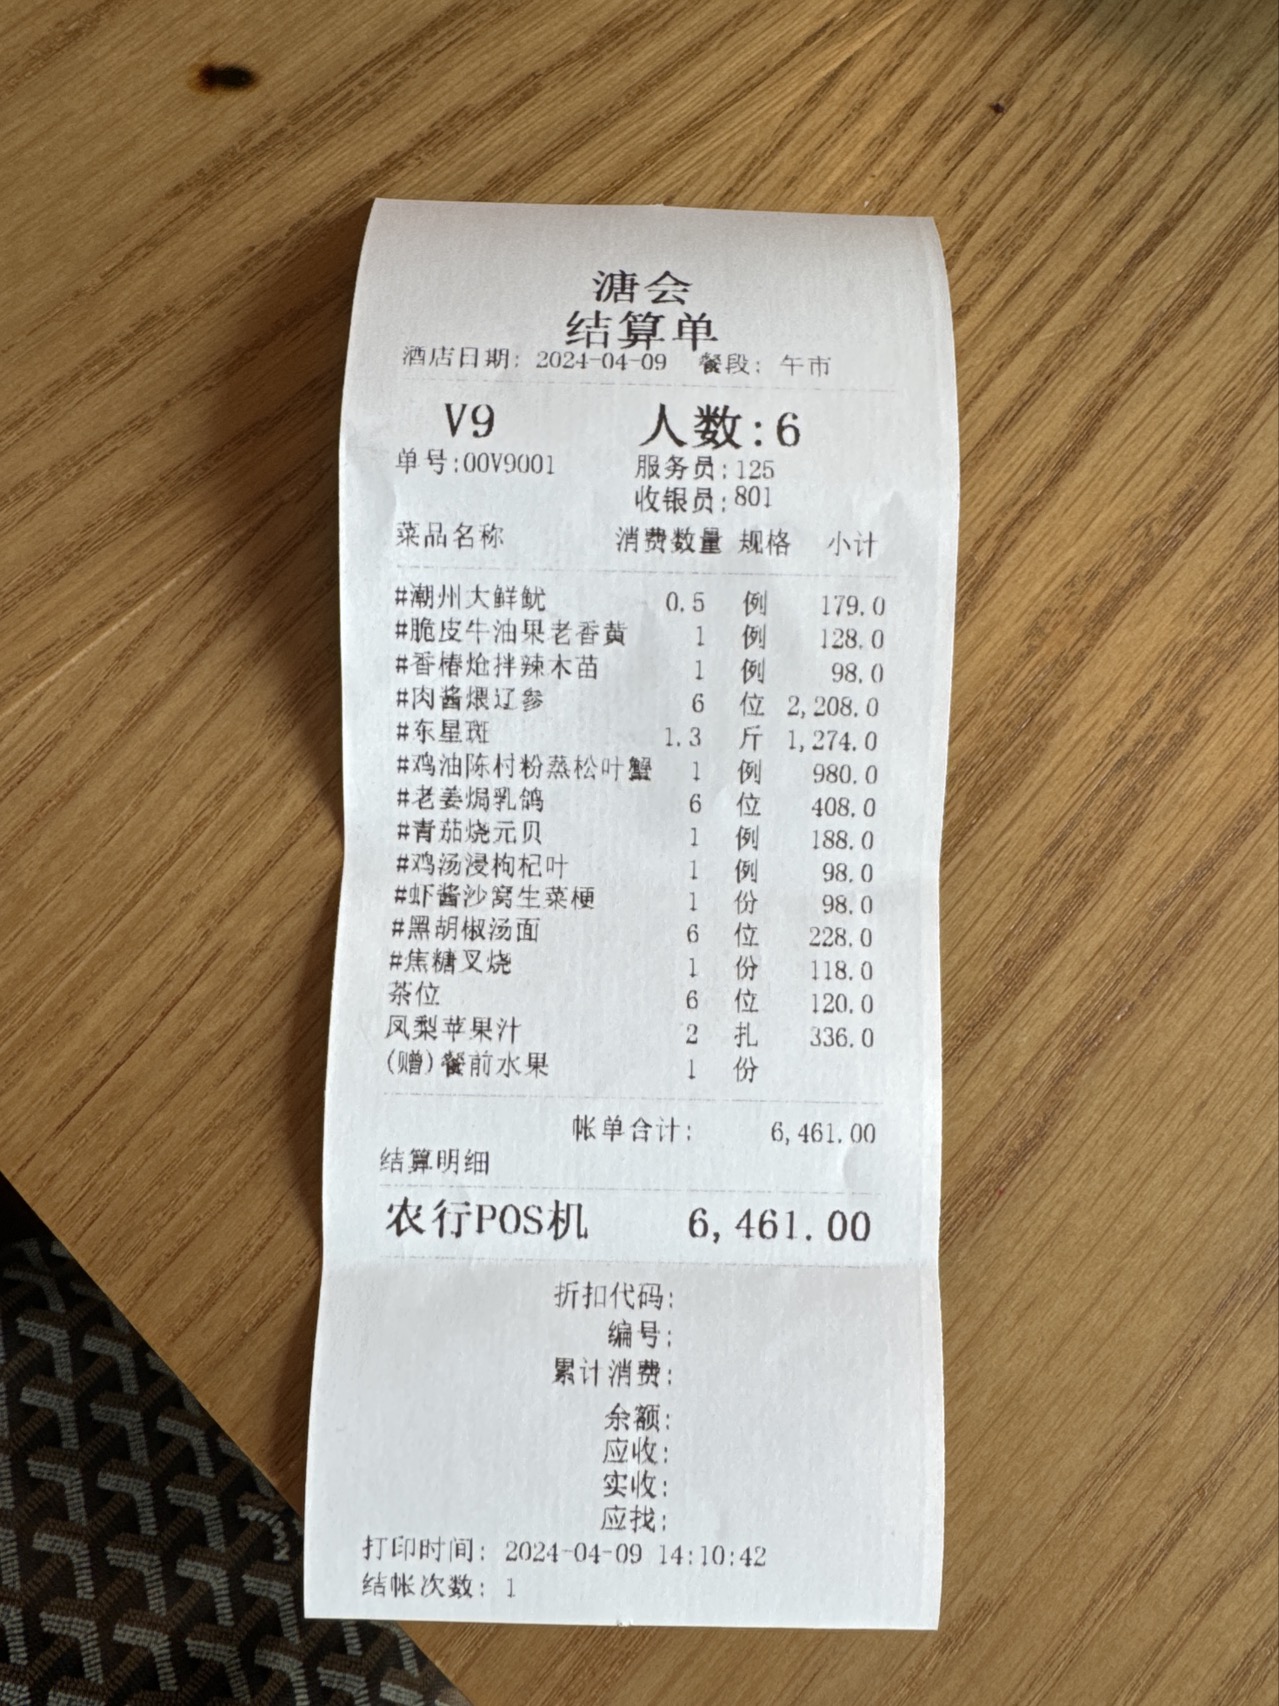 溏会
结算单
酒店日期: 2024-04-09 餐段: 午市
V9 人数:6
单号:00V9001 服务员:125
收银员:801
菜品名称 消费数量 规格 小计
#潮州大鲜鱿 0.5 例 179.0
#脆皮牛油果老香黄 1 例 128.0
#香椿炝拌辣木苗 1 例 98.0
#肉酱煨辽参 6 位 2,208.0
#东星斑 1.3 斤 1,274.0
#鸡油陈村粉蒸松叶蟹 1 例 980.0
#老姜焗乳鸽 6 位 408.0
#青茄烧元贝 1 例 188.0
#鸡汤浸枸杞叶 1 例 98.0
#虾酱沙窝生菜梗 1 份 98.0
#黑胡椒汤面 6 位 228.0
#焦糖叉烧 1 份 118.0
茶位 6 位 120.0
凤梨苹果汁 2 扎 336.0
(赠)餐前水果 1 份
帐单合计: 6,461.00
结算明细
农行POS机 6,461.00
折扣代码:
编号:
累计消费:
余额:
应收:
实收:
应找:
打印时间: 2024-04-09 14:10:42
结帐次数: 1